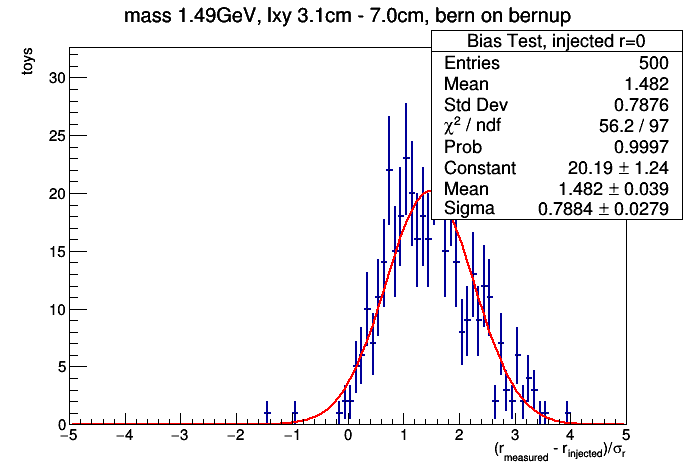 mass 1.49GeV, lxy 3.1cm - 7.0cm, bern on bernup
toys
Bias Test, injected r=0
Entries 500
Mean 1.482
Std Dev 0.7876
χ² / ndf 56.2 / 97
Prob 0.9997
Constant 20.19 ± 1.24
Mean 1.482 ± 0.039
Sigma 0.7884 ± 0.0279
30
25
20
15
10
5
0
−5 −4 −3 −2 −1 0 1 2 3 4 5
(r_measured - r_injected)/σ_r